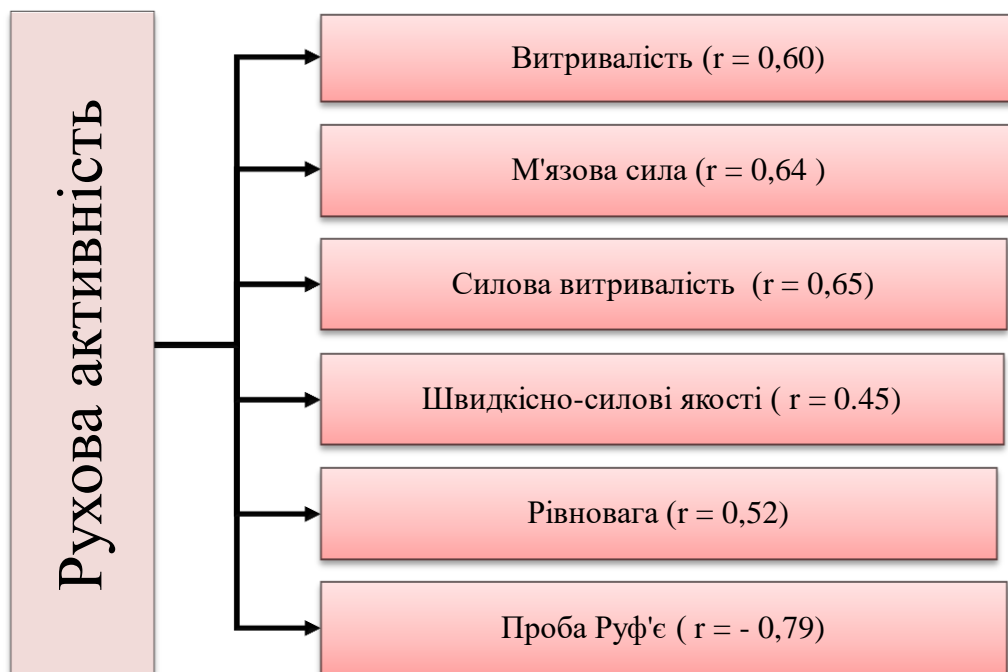 Рухова активність
Витривалість (r = 0,60)
М'язова сила (r = 0,64 )
Силова витривалість  (r = 0,65)
Швидкісно-силові якості ( r = 0.45)
Рівновага (r = 0,52)
Проба Руф'є ( r = - 0,79)